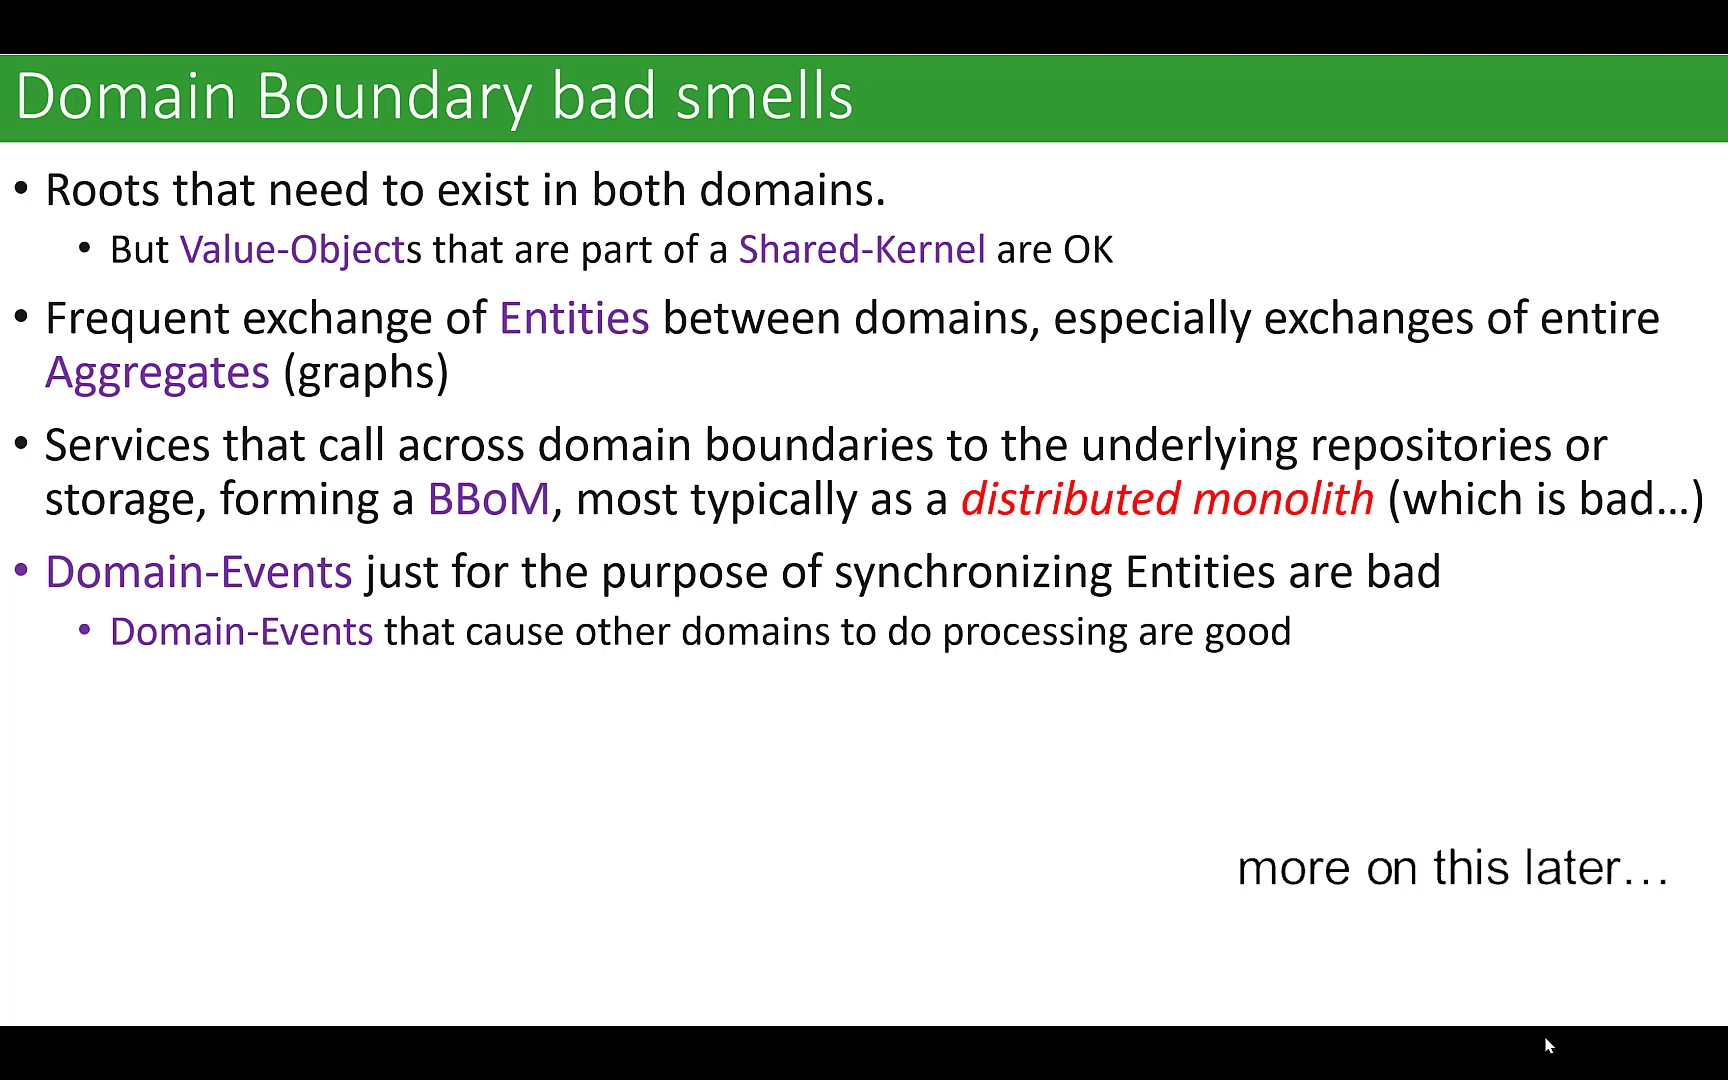 Domain Boundary bad smells
• Roots that need to exist in both domains.
• But Value-Objects that are part of a Shared-Kernel are OK
• Frequent exchange of Entities between domains, especially exchanges of entire
Aggregates (graphs)
• Services that call across domain boundaries to the underlying repositories or
storage, forming a BBoM, most typically as a distributed monolith (which is bad…)
• Domain-Events just for the purpose of synchronizing Entities are bad
• Domain-Events that cause other domains to do processing are good
more on this later…